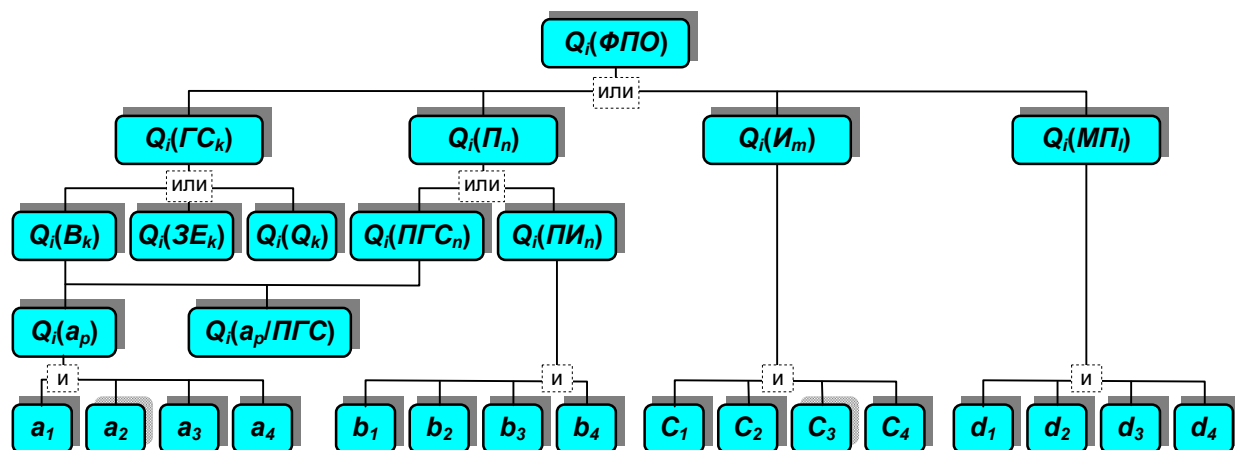 Qi(ФПО)
или
Qi(ГСk) Qi(Пn) Qi(Иm) Qi(МПl)
или или
Qi(Bk) Qi(ЗЕk) Qi(Qk) Qi(ПГСn) Qi(ПИn)
Qi(ap) Qi(ap/ПГС)
и и и и
a1 a2 a3 a4 b1 b2 b3 b4 C1 C2 C3 C4 d1 d2 d3 d4